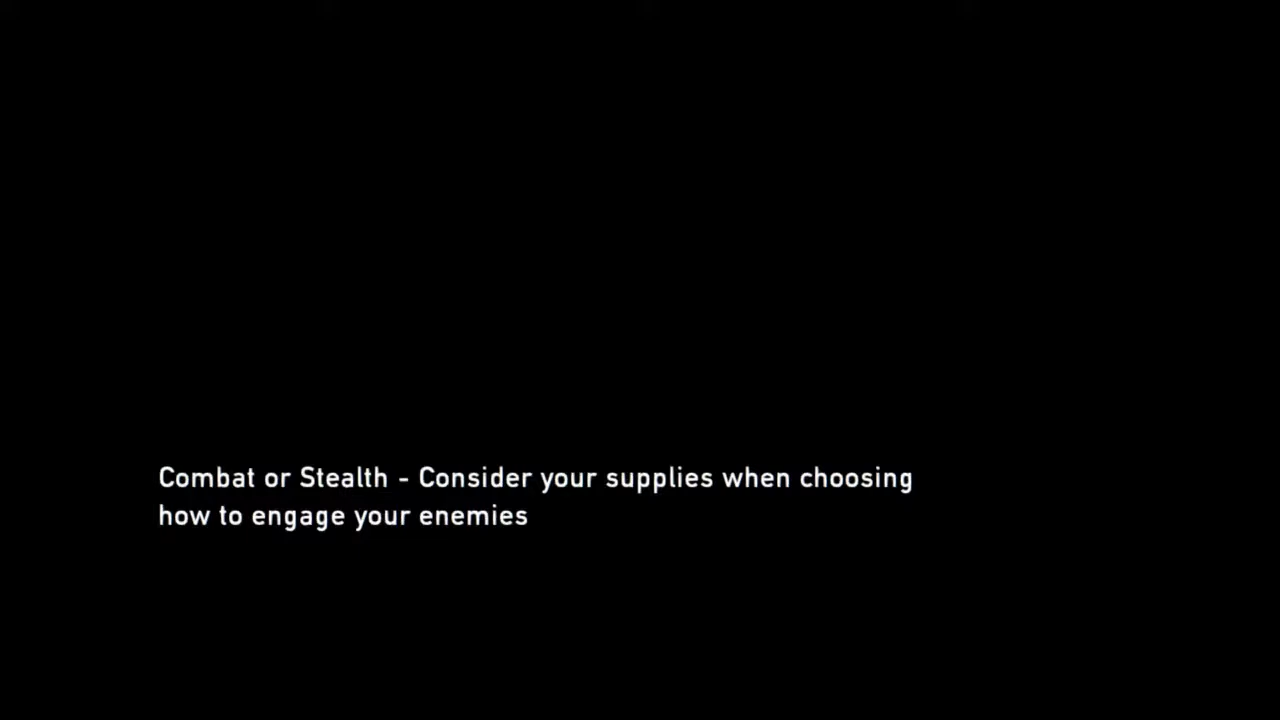 Combat or Stealth - Consider your supplies when choosing
how to engage your enemies